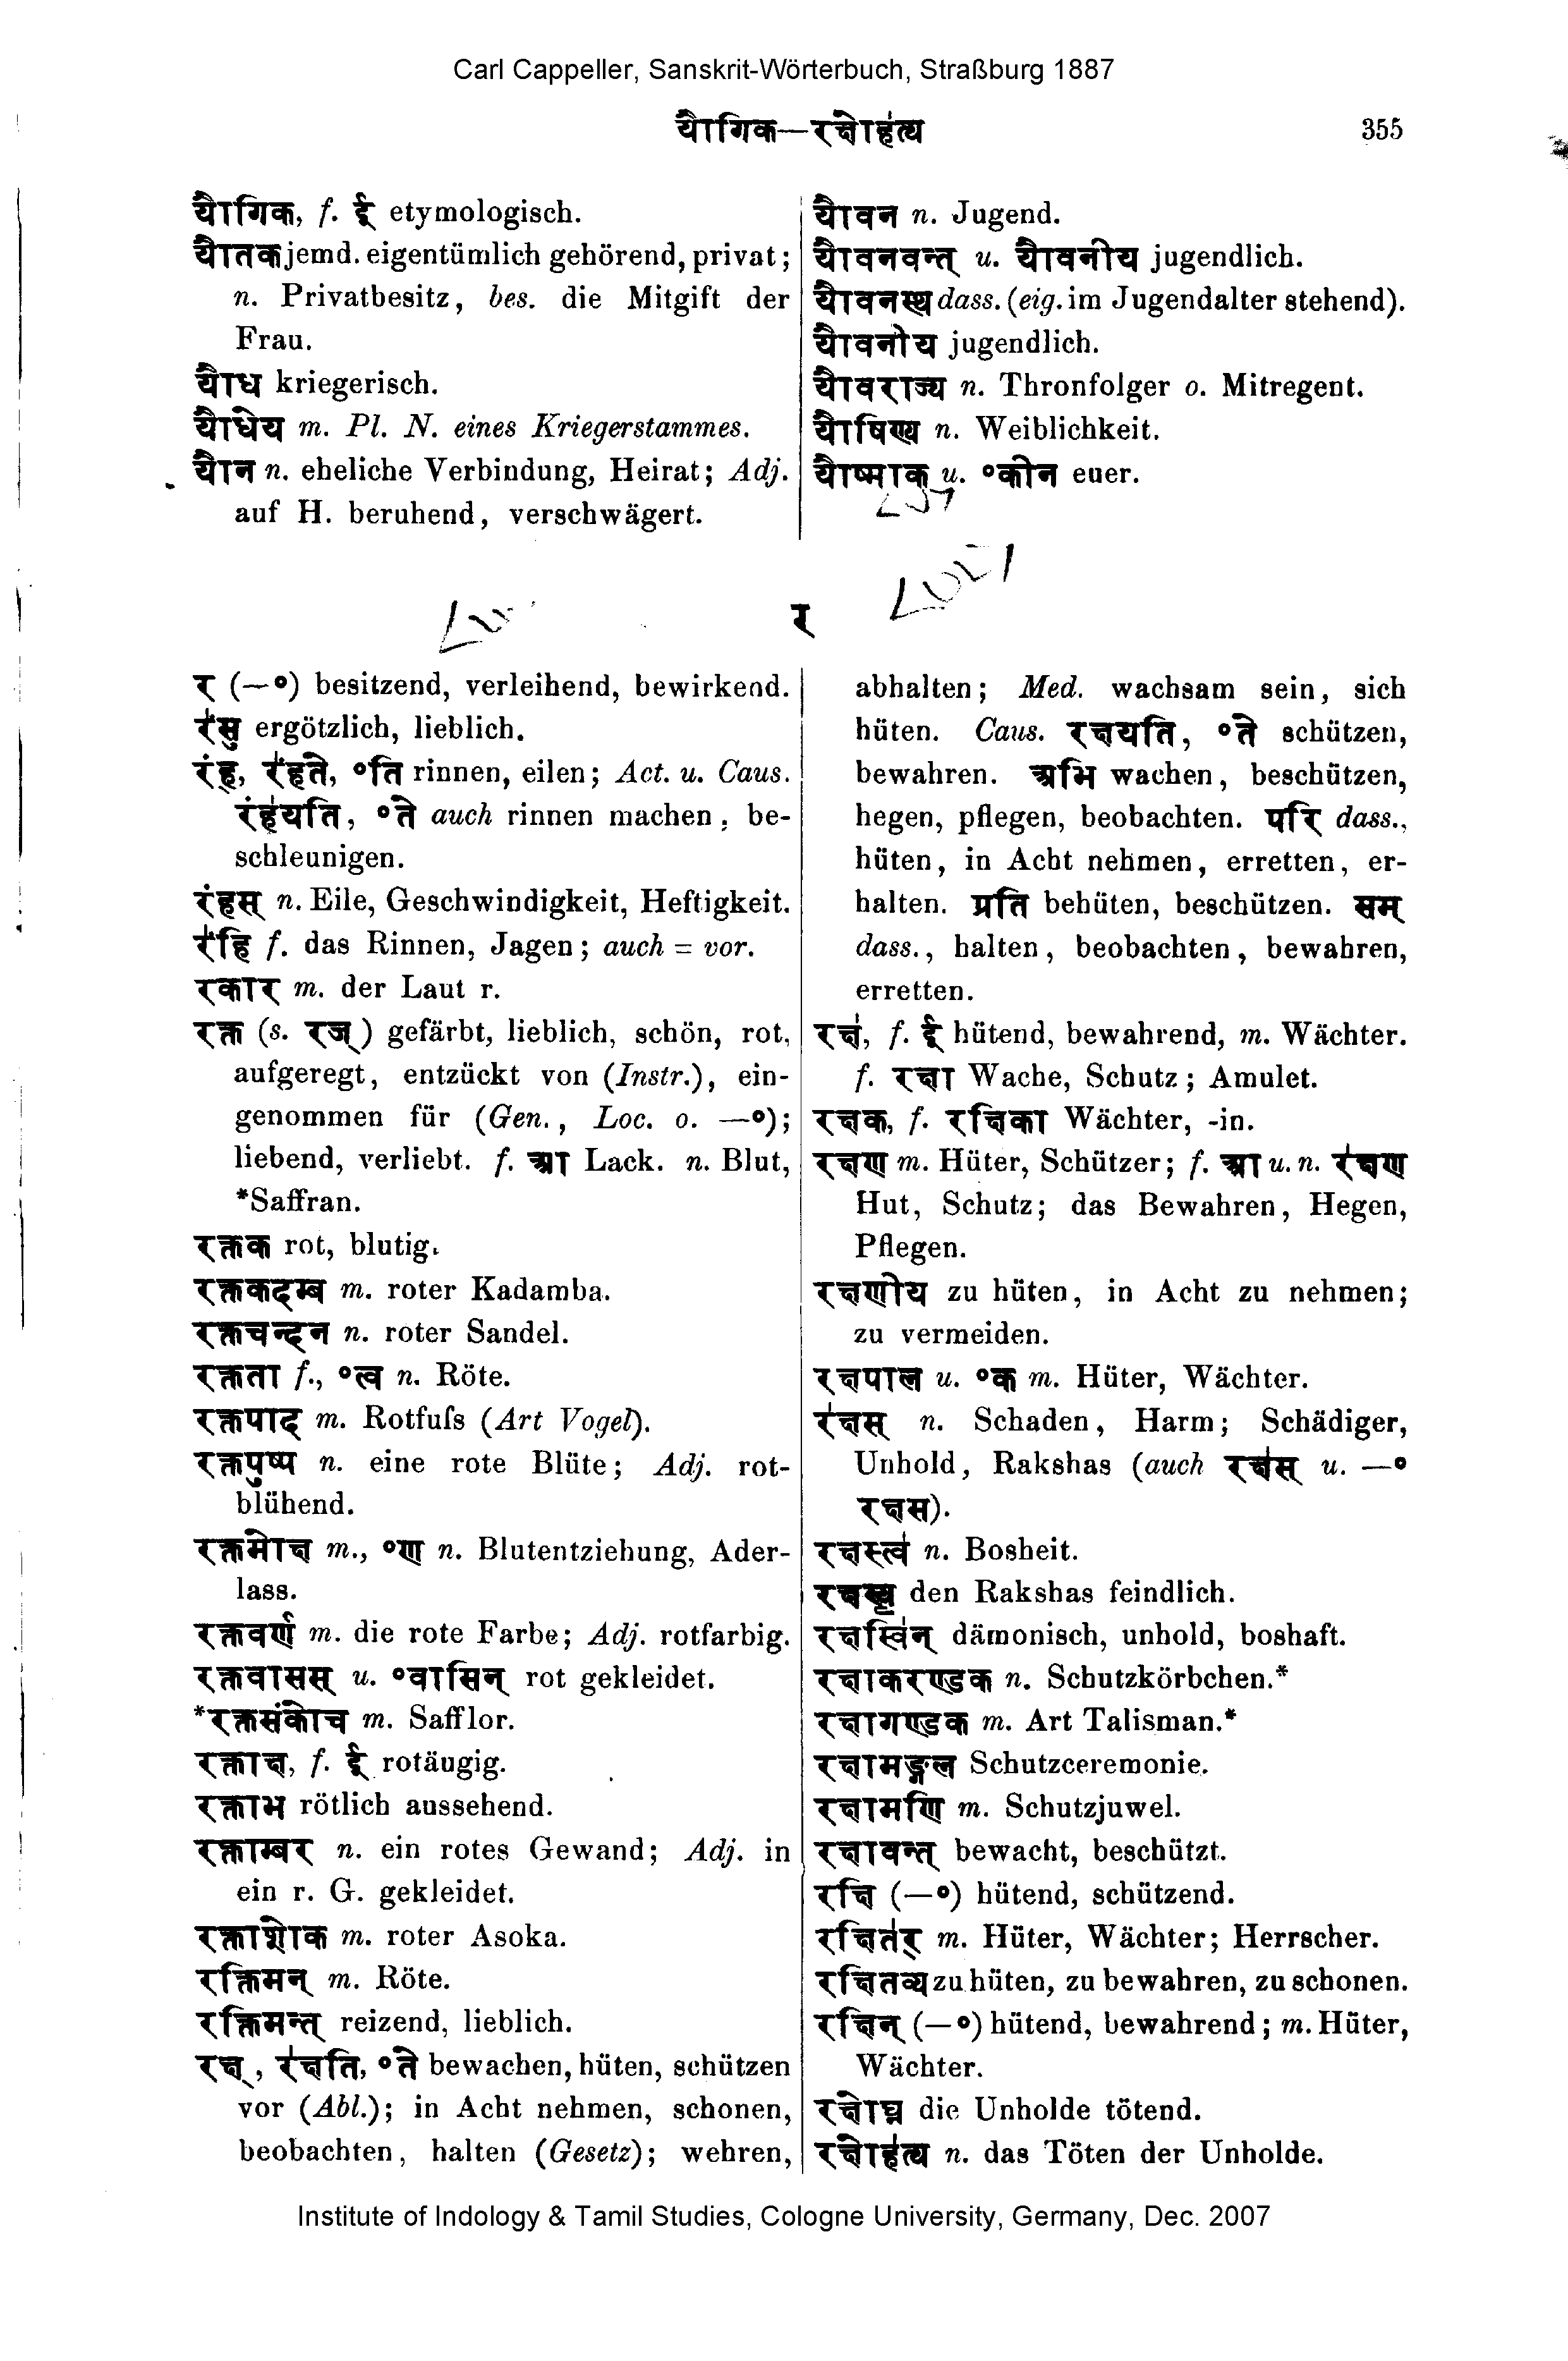 Carl Cappeller, Sanskrit-Wörterbuch, Straßburg 1887
यौगिक—रक्षोहत्य
355
यौगिक, f. ई etymologisch.
यौतक jemd. eigentümlich gehörend, privat;
n. Privatbesitz, bes. die Mitgift der
Frau.
यौध kriegerisch.
यौधेय m. Pl. N. eines Kriegerstammes.
यौन n. eheliche Verbindung, Heirat; Adj.
auf H. beruhend, verschwägert.
यौवन n. Jugend.
यौवनवन्त् u. यौवनीय jugendlich.
यौवनस्थ dass. (eig. im Jugendalter stehend).
यौवनीय jugendlich.
यौवराज्य n. Thronfolger o. Mitregent.
यौषिण्य n. Weiblichkeit.
यौष्माक u. °कीन euer.
र
र (—°) besitzend, verleihend, bewirkend.
रंसु ergötzlich, lieblich.
रंह्, रंहते, °ति rinnen, eilen; Act. u. Caus.
रंहयति, °ते auch rinnen machen, be-
schleunigen.
रंहस् n. Eile, Geschwindigkeit, Heftigkeit.
रंहि f. das Rinnen, Jagen; auch = vor.
रकार m. der Laut r.
रक्त (s. रज्) gefärbt, lieblich, schön, rot,
aufgeregt, entzückt von (Instr.), ein-
genommen für (Gen., Loc. o. —°);
liebend, verliebt. f. आ Lack. n. Blut,
*Saffran.
रक्तक rot, blutig.
रक्तकदम्ब m. roter Kadamba.
रक्तचन्दन n. roter Sandel.
रक्तता f., °त्व n. Röte.
रक्तपाद m. Rotfuſs (Art Vogel).
रक्तपुष्प n. eine rote Blüte; Adj. rot-
blühend.
रक्तमोक्ष m., °ण n. Blutentziehung, Ader-
lass.
रक्तवर्ण m. die rote Farbe; Adj. rotfarbig.
रक्तवासस् u. °वासिन् rot gekleidet.
*रक्तसंकोच m. Safflor.
रक्ताक्ष, f. ई rotäugig.
रक्ताभ rötlich aussehend.
रक्ताम्बर n. ein rotes Gewand; Adj. in
ein r. G. gekleidet.
रक्ताशोक m. roter Asoka.
रक्तिमन् m. Röte.
रक्तिमन्त् reizend, lieblich.
रक्ष्, रक्षति, °ते bewachen, hüten, schützen
vor (Abl.); in Acht nehmen, schonen,
beobachten, halten (Gesetz); wehren,
abhalten; Med. wachsam sein, sich
hüten. Caus. रक्षयति, °ते schützen,
bewahren. अभि wachen, beschützen,
hegen, pflegen, beobachten. परि dass.,
hüten, in Acht nehmen, erretten, er-
halten. प्रति behüten, beschützen. सम्
dass., halten, beobachten, bewahren,
erretten.
रक्ष, f. ई hütend, bewahrend, m. Wächter.
f. रक्षा Wache, Schutz; Amulet.
रक्षक, f. रक्षिका Wächter, -in.
रक्षण m. Hüter, Schützer; f. आ u. n. रक्षण
Hut, Schutz; das Bewahren, Hegen,
Pflegen.
रक्षणीय zu hüten, in Acht zu nehmen;
zu vermeiden.
रक्षपाल u. °क m. Hüter, Wächter.
रक्षस् n. Schaden, Harm; Schädiger,
Unhold, Rakshas (auch रक्षस् u. —°
रक्षस).
रक्षस्त्व n. Bosheit.
रक्षस्य den Rakshas feindlich.
रक्षस्विन् dämonisch, unhold, boshaft.
रक्षाकरण्डक n. Schutzkörbchen.*
रक्षागण्डक m. Art Talisman.*
रक्षामङ्गल Schutzceremonie.
रक्षामणि m. Schutzjuwel.
रक्षावन्त् bewacht, beschützt.
रक्षि (—°) hütend, schützend.
रक्षितर् m. Hüter, Wächter; Herrscher.
रक्षितव्य zu hüten, zu bewahren, zu schonen.
रक्षिन् (—°) hütend, bewahrend; m. Hüter,
Wächter.
रक्षोघ्न die Unholde tötend.
रक्षोहत्य n. das Töten der Unholde.
Institute of Indology & Tamil Studies, Cologne University, Germany, Dec. 2007